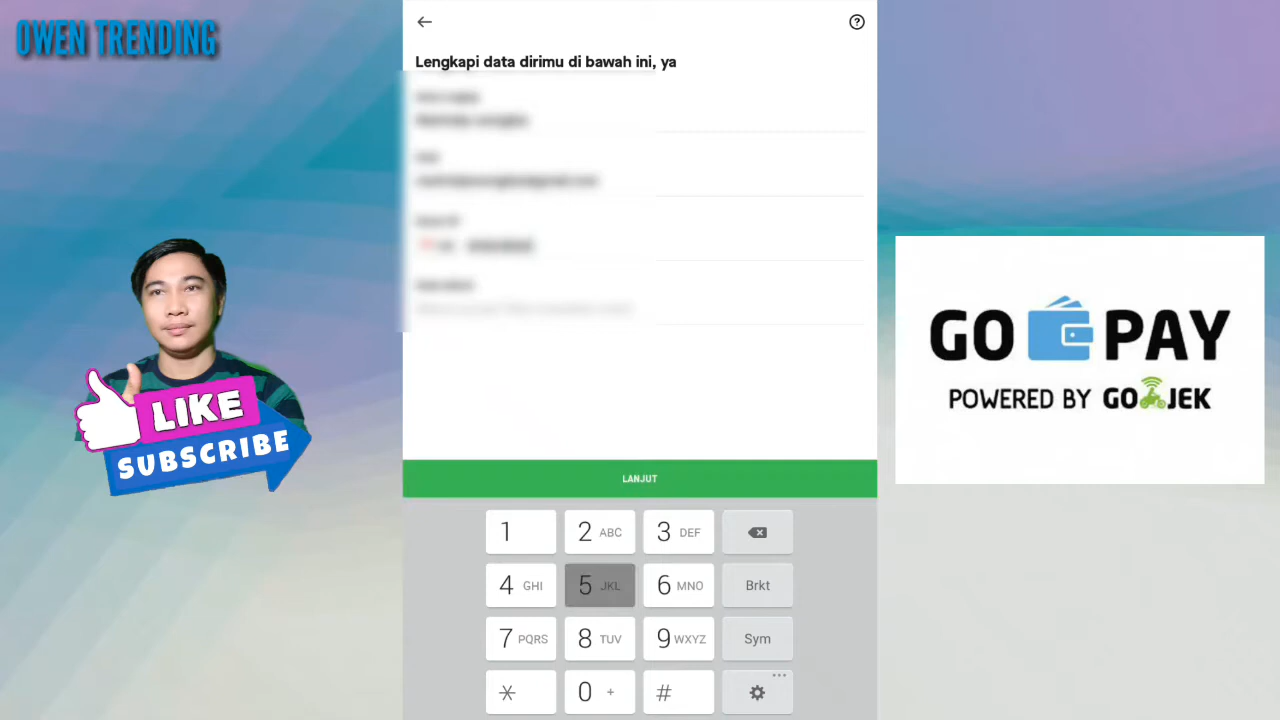 OWEN TRENDING
Lengkapi data dirimu di bawah ini, ya
LIKE
SUBSCRIBE
GO PAY
POWERED BY GOJEK
LANJUT
1
2 ABC
3 DEF
4 GHI
5 JKL
6 MNO
Brkt
7 PQRS
8 TUV
9 WXYZ
Sym
0 +
#